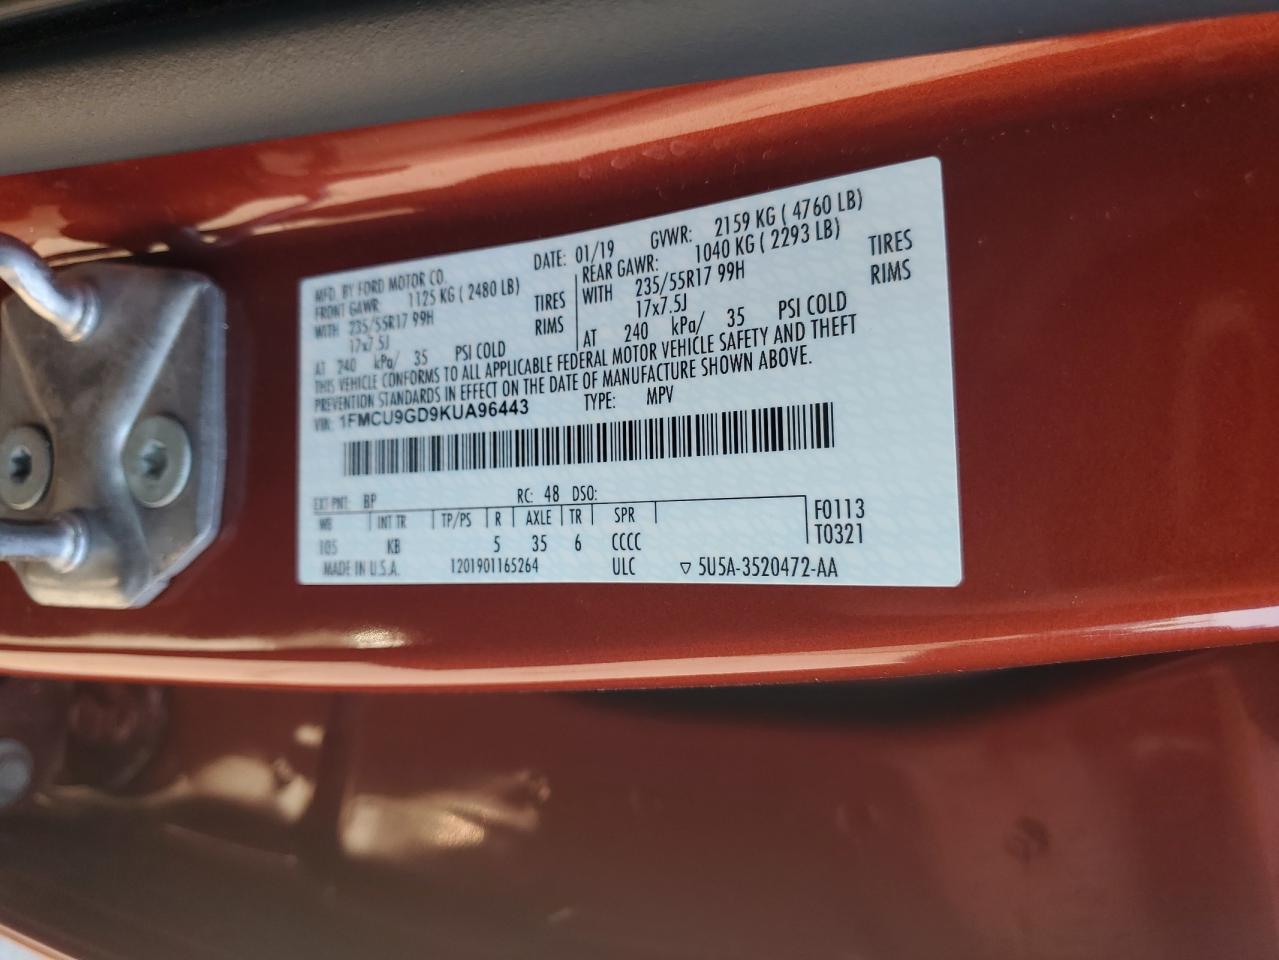 MFD. BY FORD MOTOR CO.
DATE: 01/19 GVWR: 2159 KG ( 4760 LB)
FRONT GAWR: 1125 KG ( 2480 LB)
REAR GAWR: 1040 KG ( 2293 LB)
WITH 235/55R17 99H TIRES
WITH 235/55R17 99H TIRES
17x7.5J RIMS
17x7.5J RIMS
AT 240 kPa/ 35 PSI COLD
AT 240 kPa/ 35 PSI COLD
THIS VEHICLE CONFORMS TO ALL APPLICABLE FEDERAL MOTOR VEHICLE SAFETY AND THEFT
PREVENTION STANDARDS IN EFFECT ON THE DATE OF MANUFACTURE SHOWN ABOVE.
VIN: 1FMCU9GD9KUA96443 TYPE: MPV
EXT PNT: BP RC: 48 DSO:
WB INT TR TP/PS R AXLE TR SPR F0113
105 KB 5 35 6 CCCC T0321
MADE IN U.S.A. 1201901165264 ULC ▽ 5U5A-3520472-AA